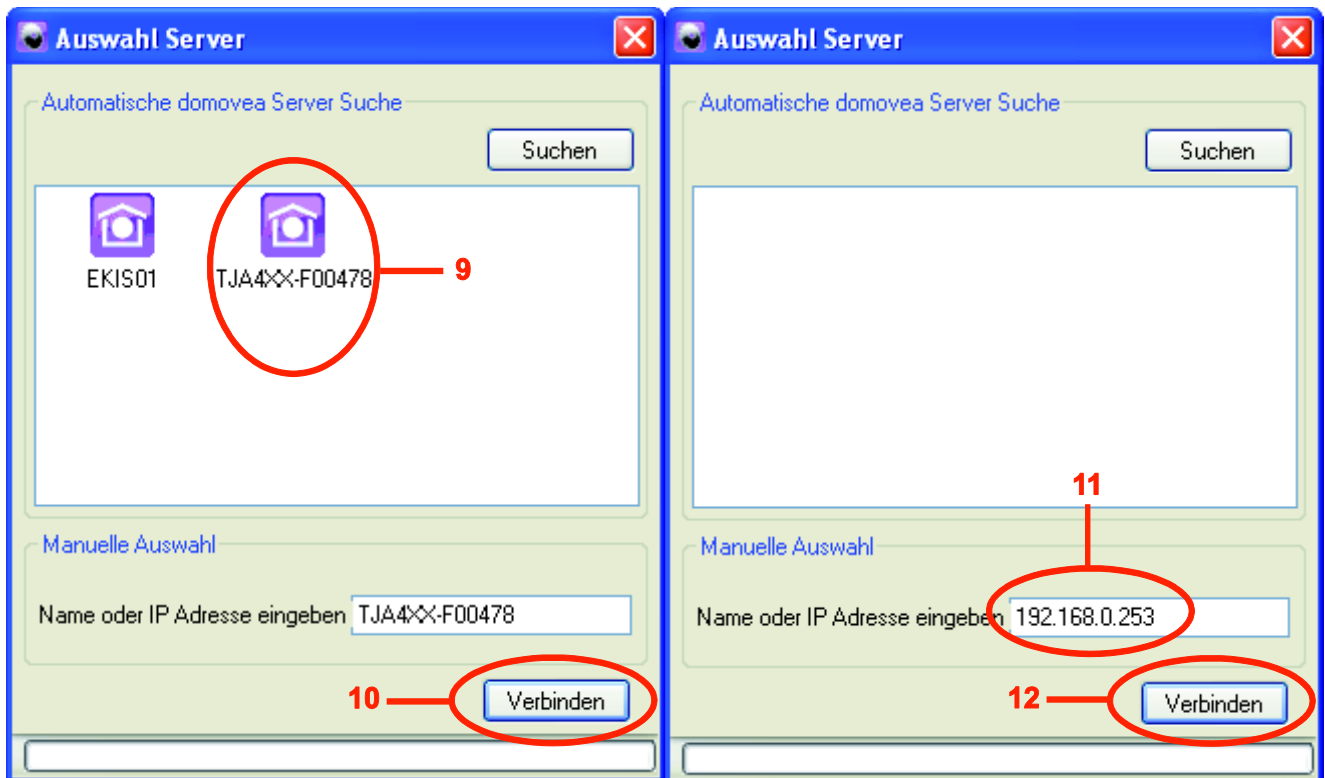 Auswahl Server
Automatische domovea Server Suche
Suchen
EKIS01
TJA4XX-F00478
9
Manuelle Auswahl
Name oder IP Adresse eingeben TJA4XX-F00478
10
Verbinden
Auswahl Server
Automatische domovea Server Suche
Suchen
11
Manuelle Auswahl
Name oder IP Adresse eingeben 192.168.0.253
12
Verbinden